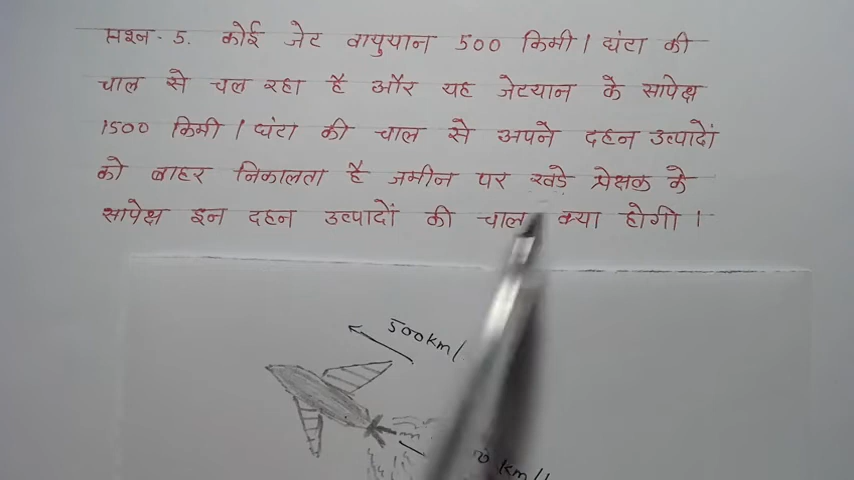 प्रश्न - 5. कोई जेट वायुयान 500 किमी / घंटा की
चाल से चल रहा है और यह जेटयान के सापेक्ष
1500 किमी / घंटा की चाल से अपने दहन उत्पादों
को बाहर निकालता है जमीन पर खड़े प्रेक्षक के
सापेक्ष इन दहन उत्पादों की चाल क्या होगी ।
500km/
km/